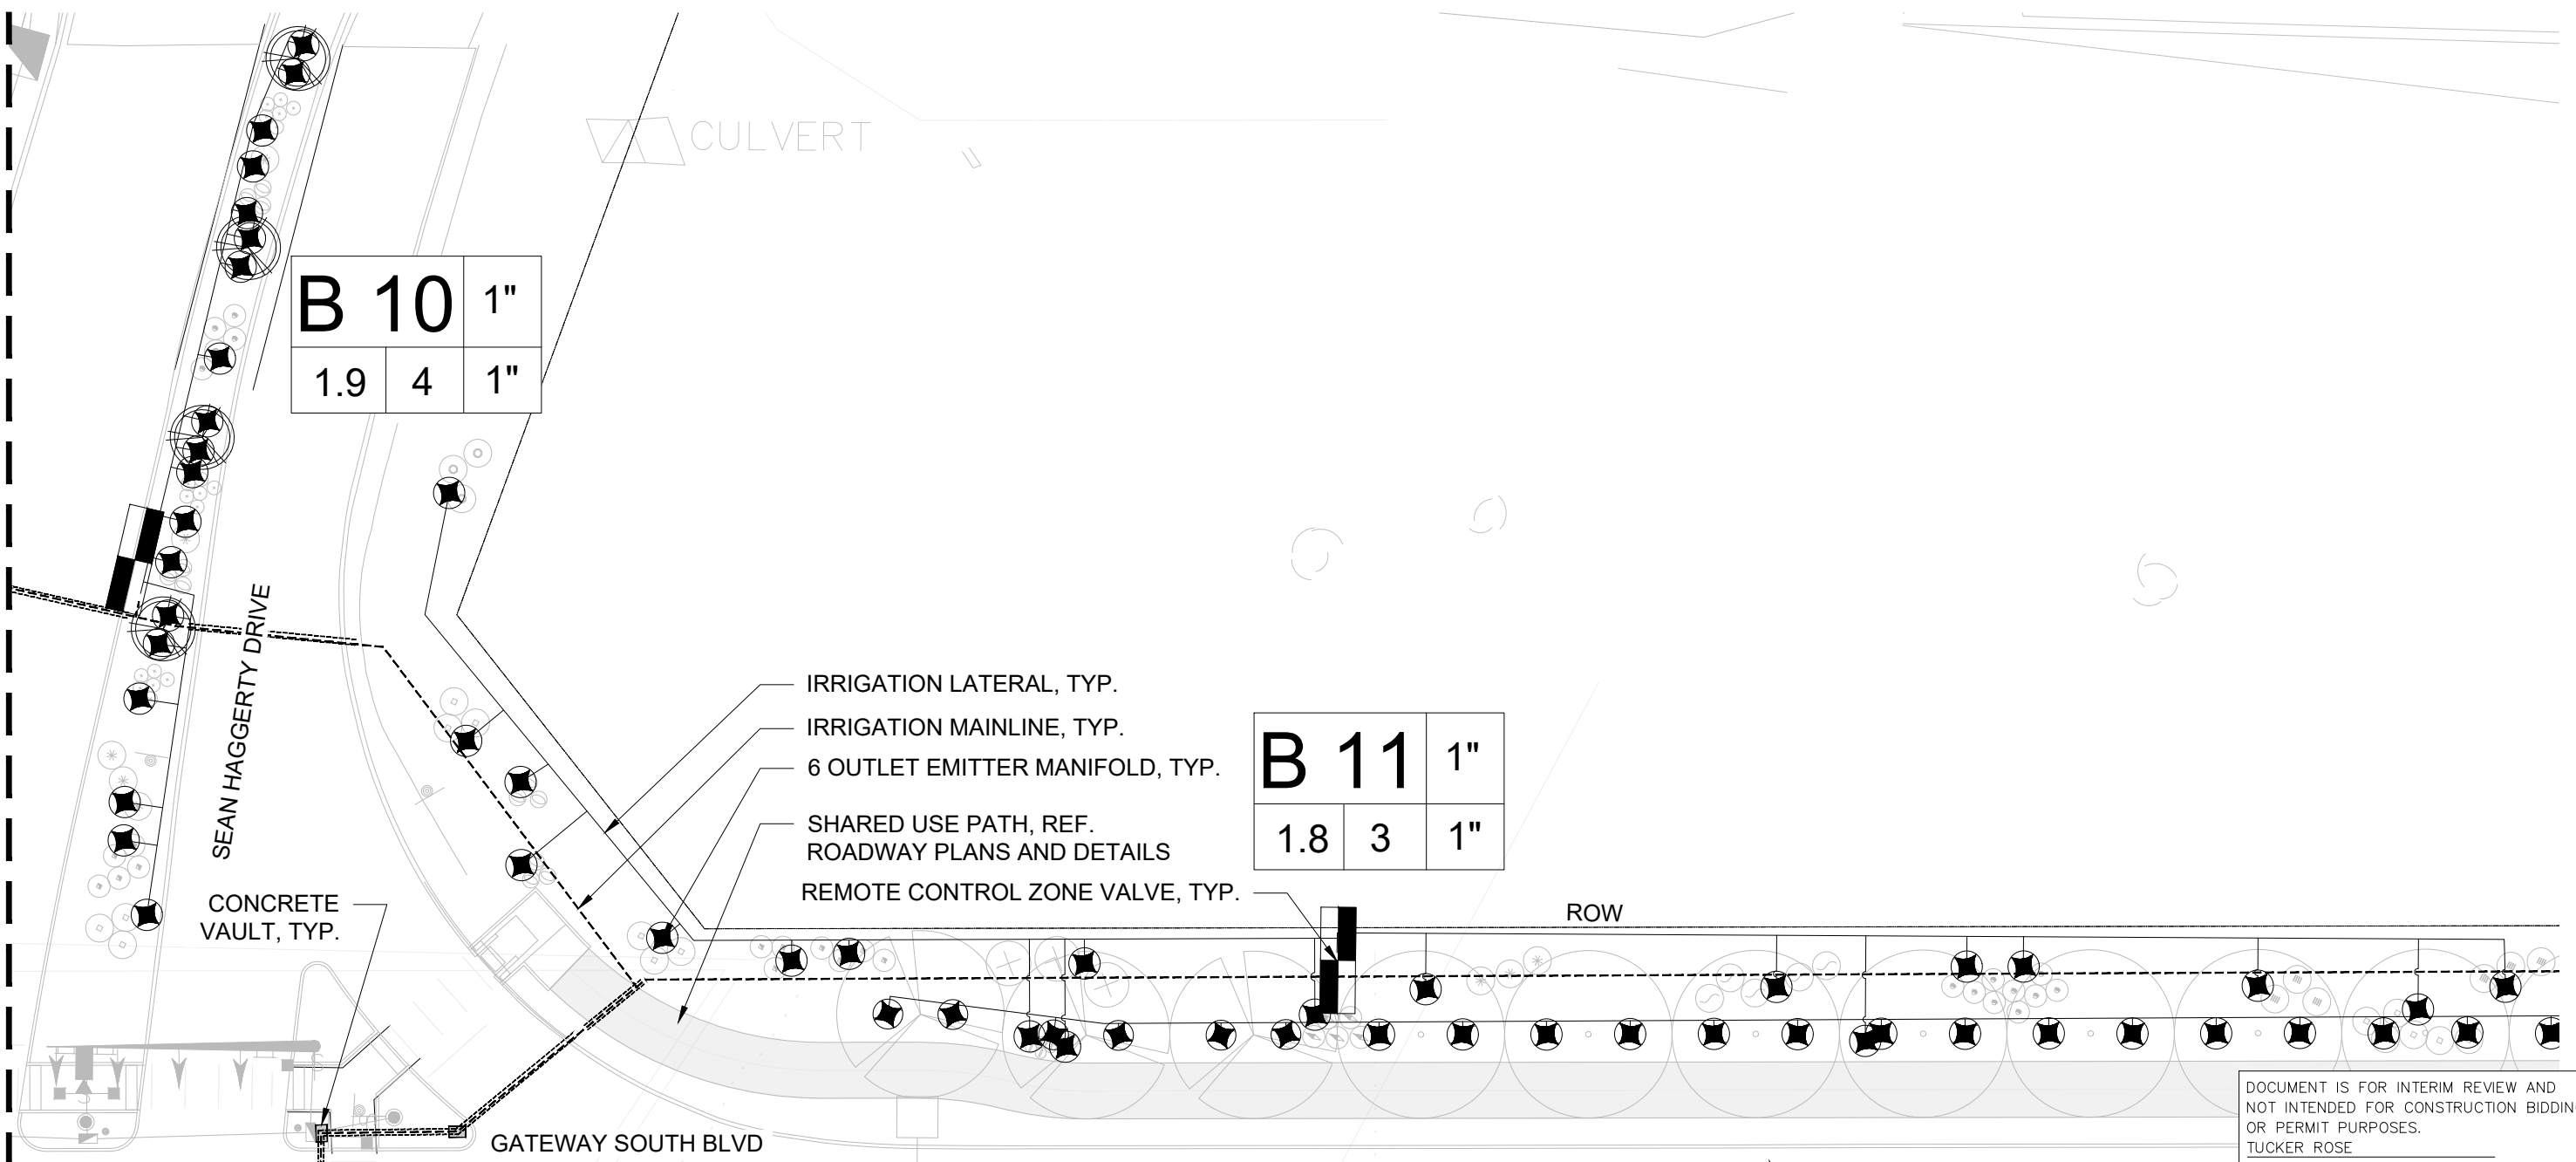 CULVERT
B 10 1"
1.9 4 1"
SEAN HAGGERTY DRIVE
IRRIGATION LATERAL, TYP.
IRRIGATION MAINLINE, TYP.
6 OUTLET EMITTER MANIFOLD, TYP.
SHARED USE PATH, REF.
ROADWAY PLANS AND DETAILS
REMOTE CONTROL ZONE VALVE, TYP.
B 11 1"
1.8 3 1"
CONCRETE
VAULT, TYP.
ROW
GATEWAY SOUTH BLVD
DOCUMENT IS FOR INTERIM REVIEW AND
NOT INTENDED FOR CONSTRUCTION BIDDIN
OR PERMIT PURPOSES.
TUCKER ROSE